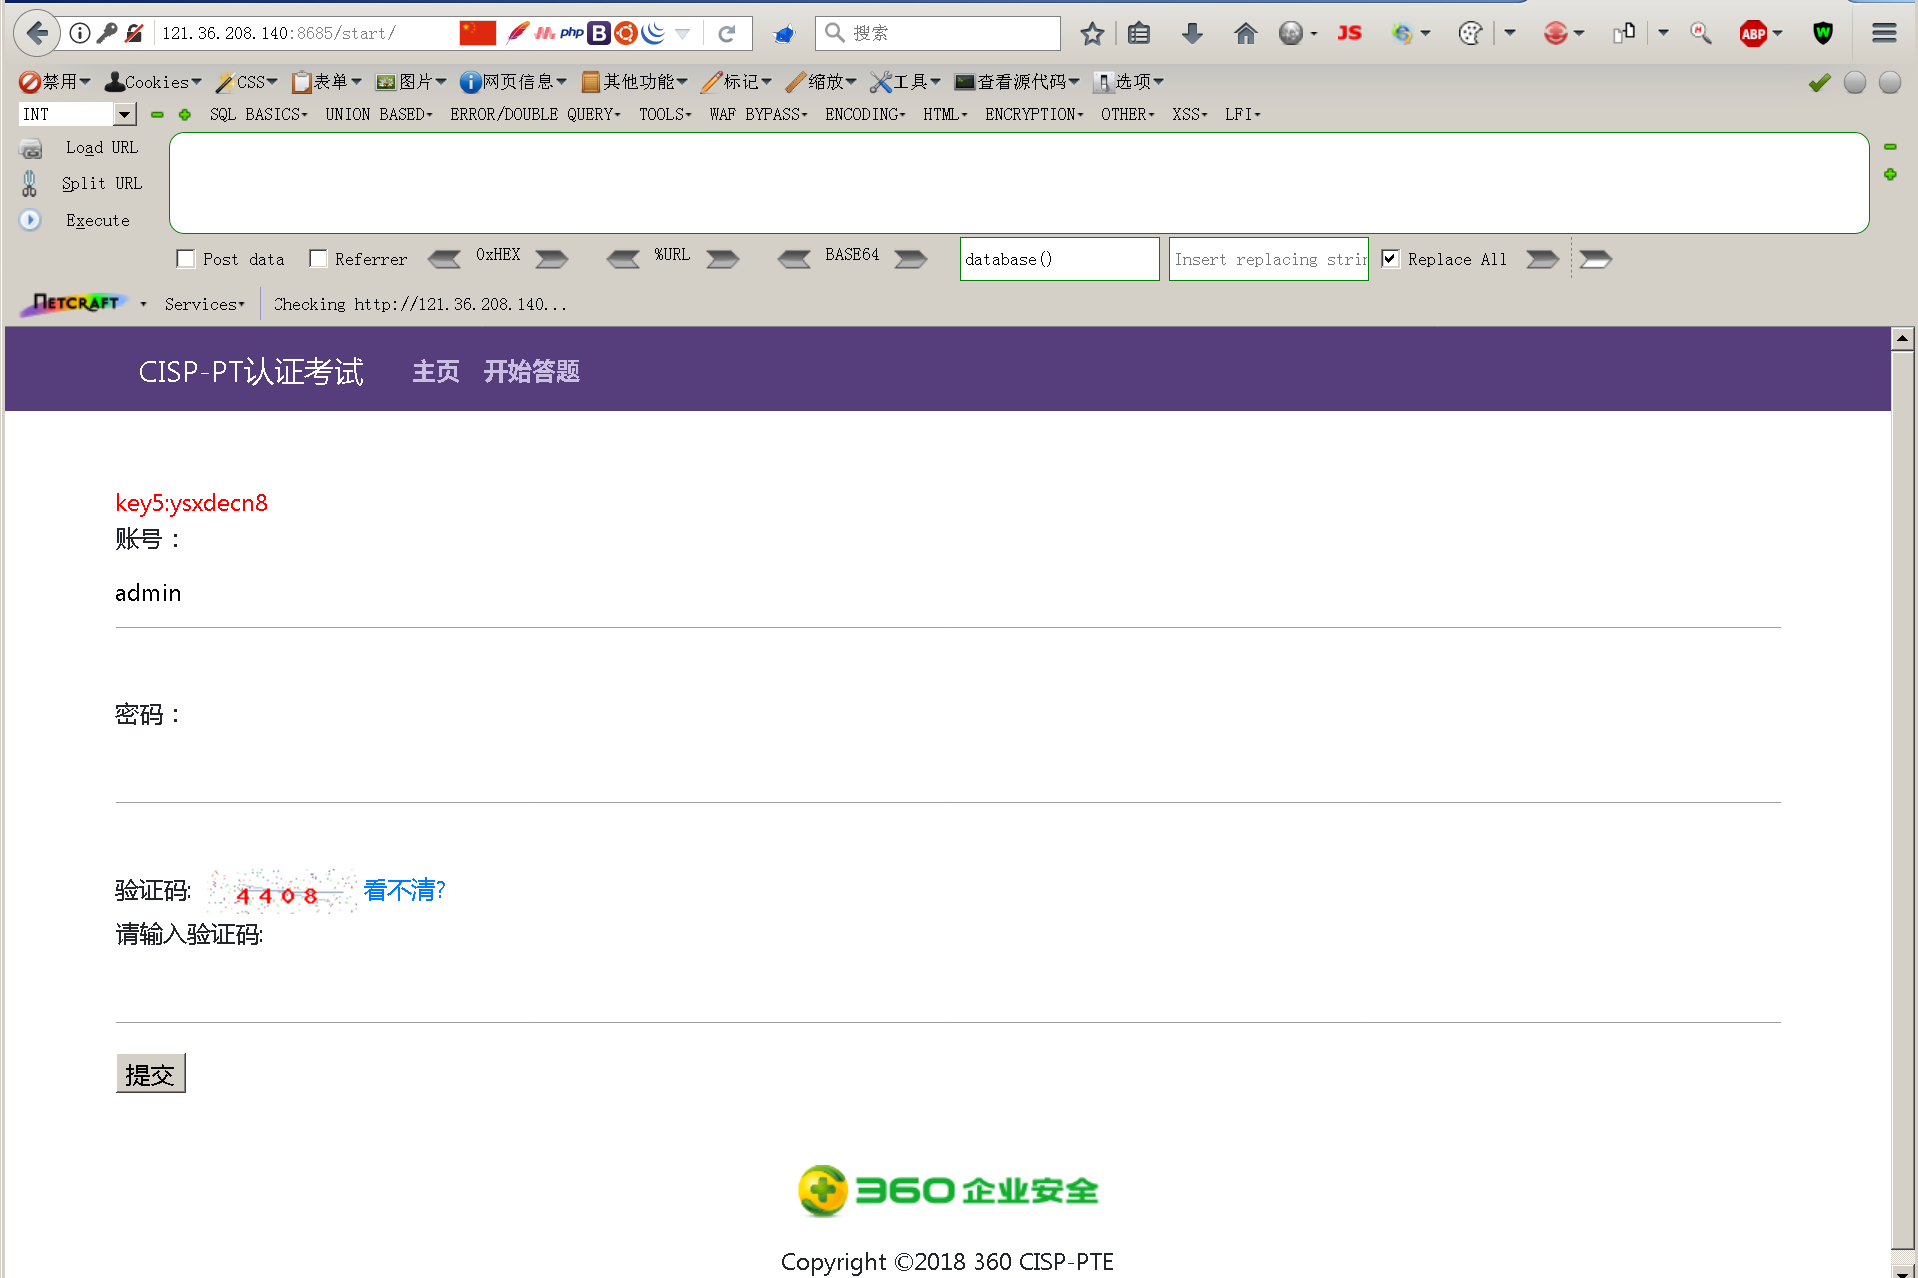 121.36.208.140:8685/start/ php B 搜索 JS ABP W
禁用 Cookies CSS 表单 图片 网页信息 其他功能 标记 缩放 工具 查看源代码 选项
INT SQL BASICS UNION BASED ERROR/DOUBLE QUERY TOOLS WAF BYPASS ENCODING HTML ENCRYPTION OTHER XSS LFI
Load URL
Split URL
Execute
Post data Referrer 0xHEX %URL BASE64 database() Insert replacing strin Replace All
NETCRAFT Services Checking http://121.36.208.140...
CISP-PT认证考试 主页 开始答题
key5:ysxdecn8
账号：
admin
密码：
验证码: 4408 看不清?
请输入验证码:
提交
360企业安全
Copyright ©2018 360 CISP-PTE